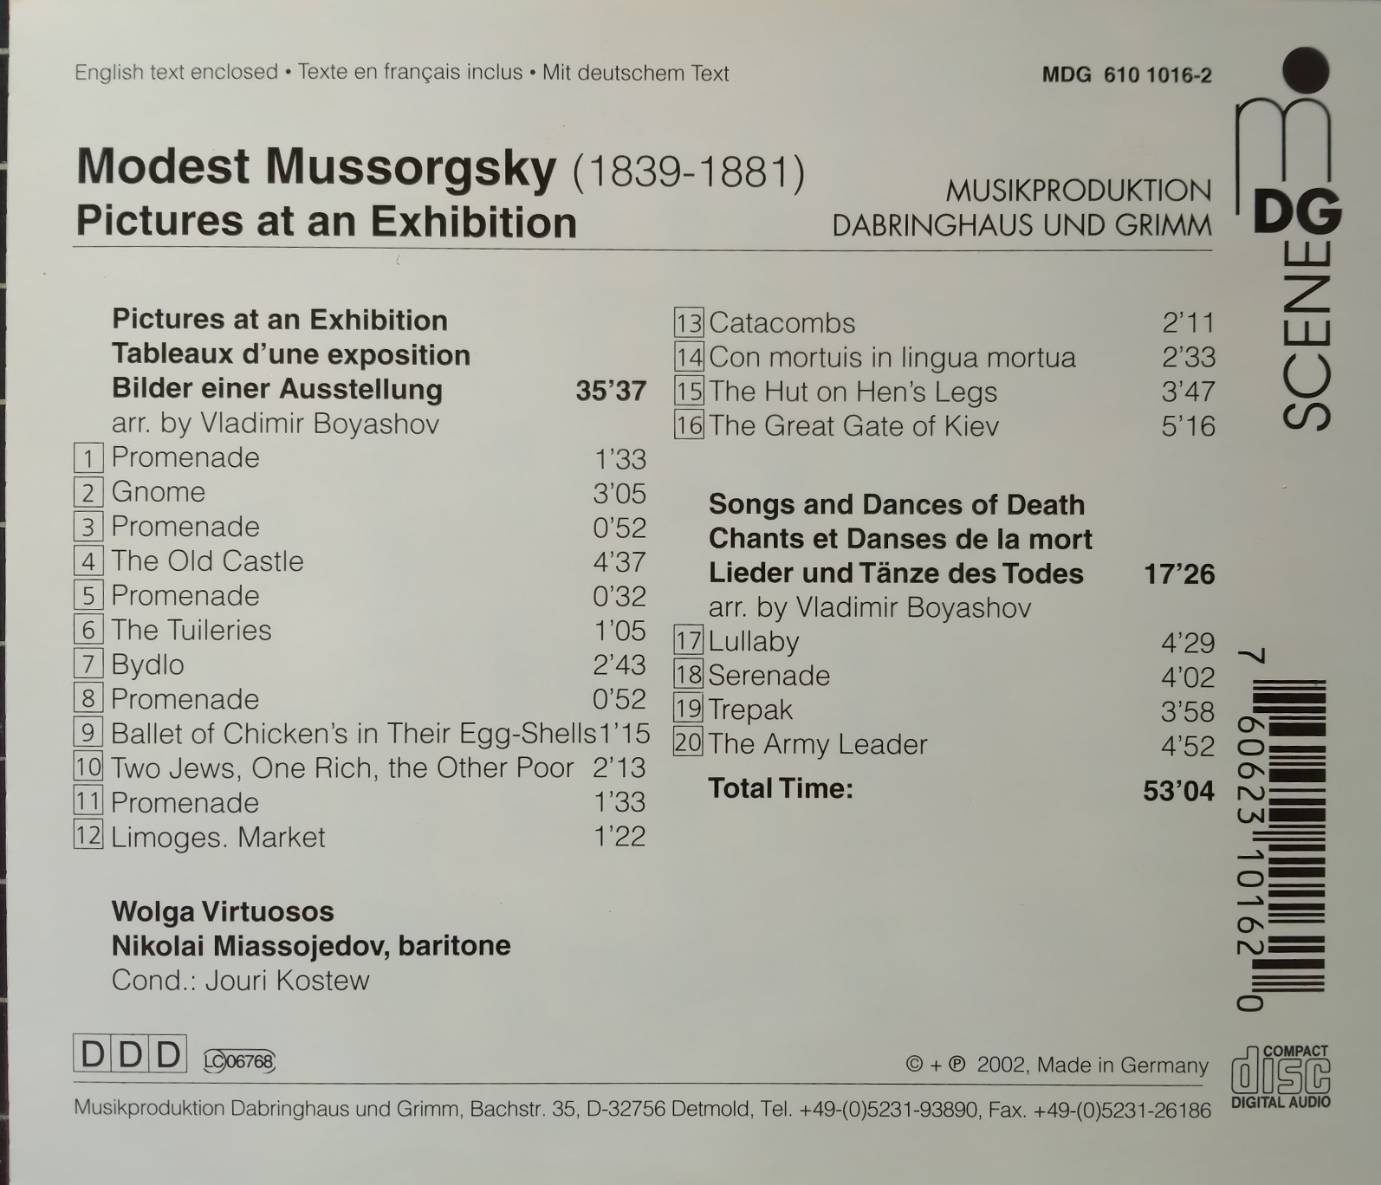 English text enclosed • Texte en français inclus • Mit deutschem Text
MDG 610 1016-2
Modest Mussorgsky (1839-1881)
Pictures at an Exhibition
MUSIKPRODUKTION
DABRINGHAUS UND GRIMM
m
DG
SCENE
Pictures at an Exhibition
Tableaux d'une exposition
Bilder einer Ausstellung 35'37
arr. by Vladimir Boyashov
1 Promenade 1'33
2 Gnome 3'05
3 Promenade 0'52
4 The Old Castle 4'37
5 Promenade 0'32
6 The Tuileries 1'05
7 Bydlo 2'43
8 Promenade 0'52
9 Ballet of Chicken's in Their Egg-Shells 1'15
10 Two Jews, One Rich, the Other Poor 2'13
11 Promenade 1'33
12 Limoges. Market 1'22
13 Catacombs 2'11
14 Con mortuis in lingua mortua 2'33
15 The Hut on Hen's Legs 3'47
16 The Great Gate of Kiev 5'16
Songs and Dances of Death
Chants et Danses de la mort
Lieder und Tänze des Todes 17'26
arr. by Vladimir Boyashov
17 Lullaby 4'29
18 Serenade 4'02
19 Trepak 3'58
20 The Army Leader 4'52
Total Time: 53'04
Wolga Virtuosos
Nikolai Miassojedov, baritone
Cond.: Jouri Kostew
7 60623 10162 0
DDD LC 06768
© + ℗ 2002, Made in Germany
COMPACT
disc
DIGITAL AUDIO
Musikproduktion Dabringhaus und Grimm, Bachstr. 35, D-32756 Detmold, Tel. +49-(0)5231-93890, Fax. +49-(0)5231-26186